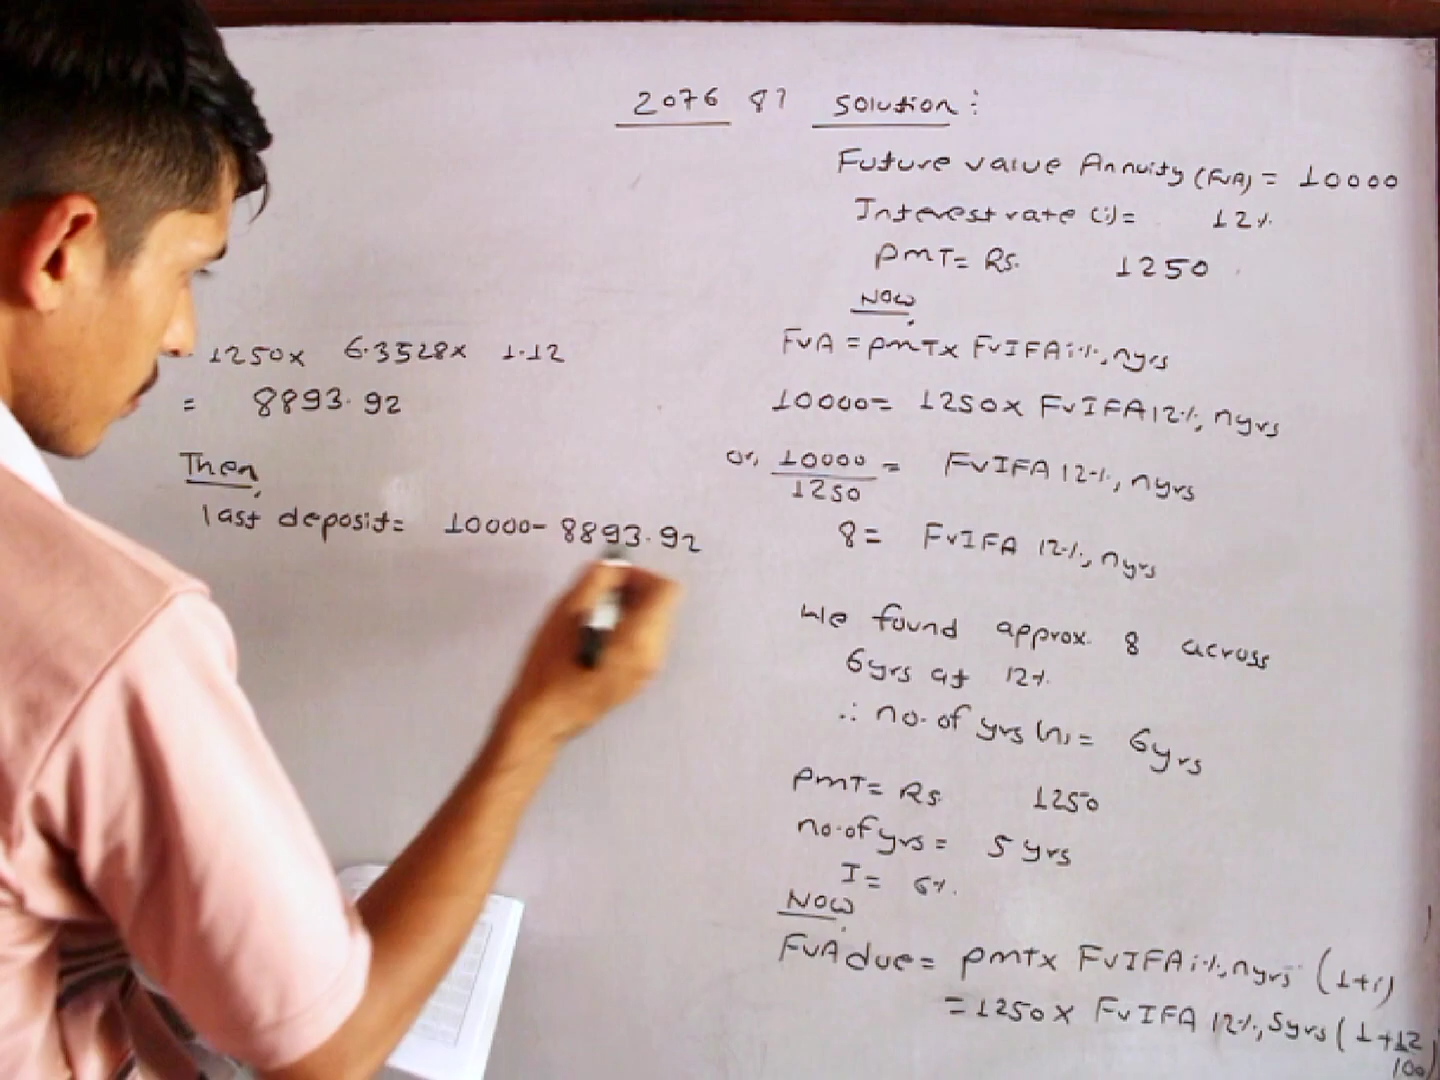 2076 8? Solution:
Future value Annuity (FVA) = 10000
Interest rate (i) = 12%
PMT = Rs. 1250
Now,
FVA = PMT x FVIFA i%, nyrs
10000 = 1250 x FVIFA 12%, nyrs
or, 10000/1250 = FVIFA 12%, nyrs
8 = FVIFA 12%, nyrs
We found approx. 8 across
6yrs at 12%
∴ no. of yrs (n) = 6yrs
PMT = Rs. 1250
no. of yrs = 5 yrs
I = 6%.
Now,
FVA due = PMT x FVIFA i%, nyrs (1+i)
= 1250 x FVIFA 12%, 5yrs (1+12/100)
1250 x 6.3528 x 1.12
= 8893.92
Then,
last deposit = 10000 - 8893.92